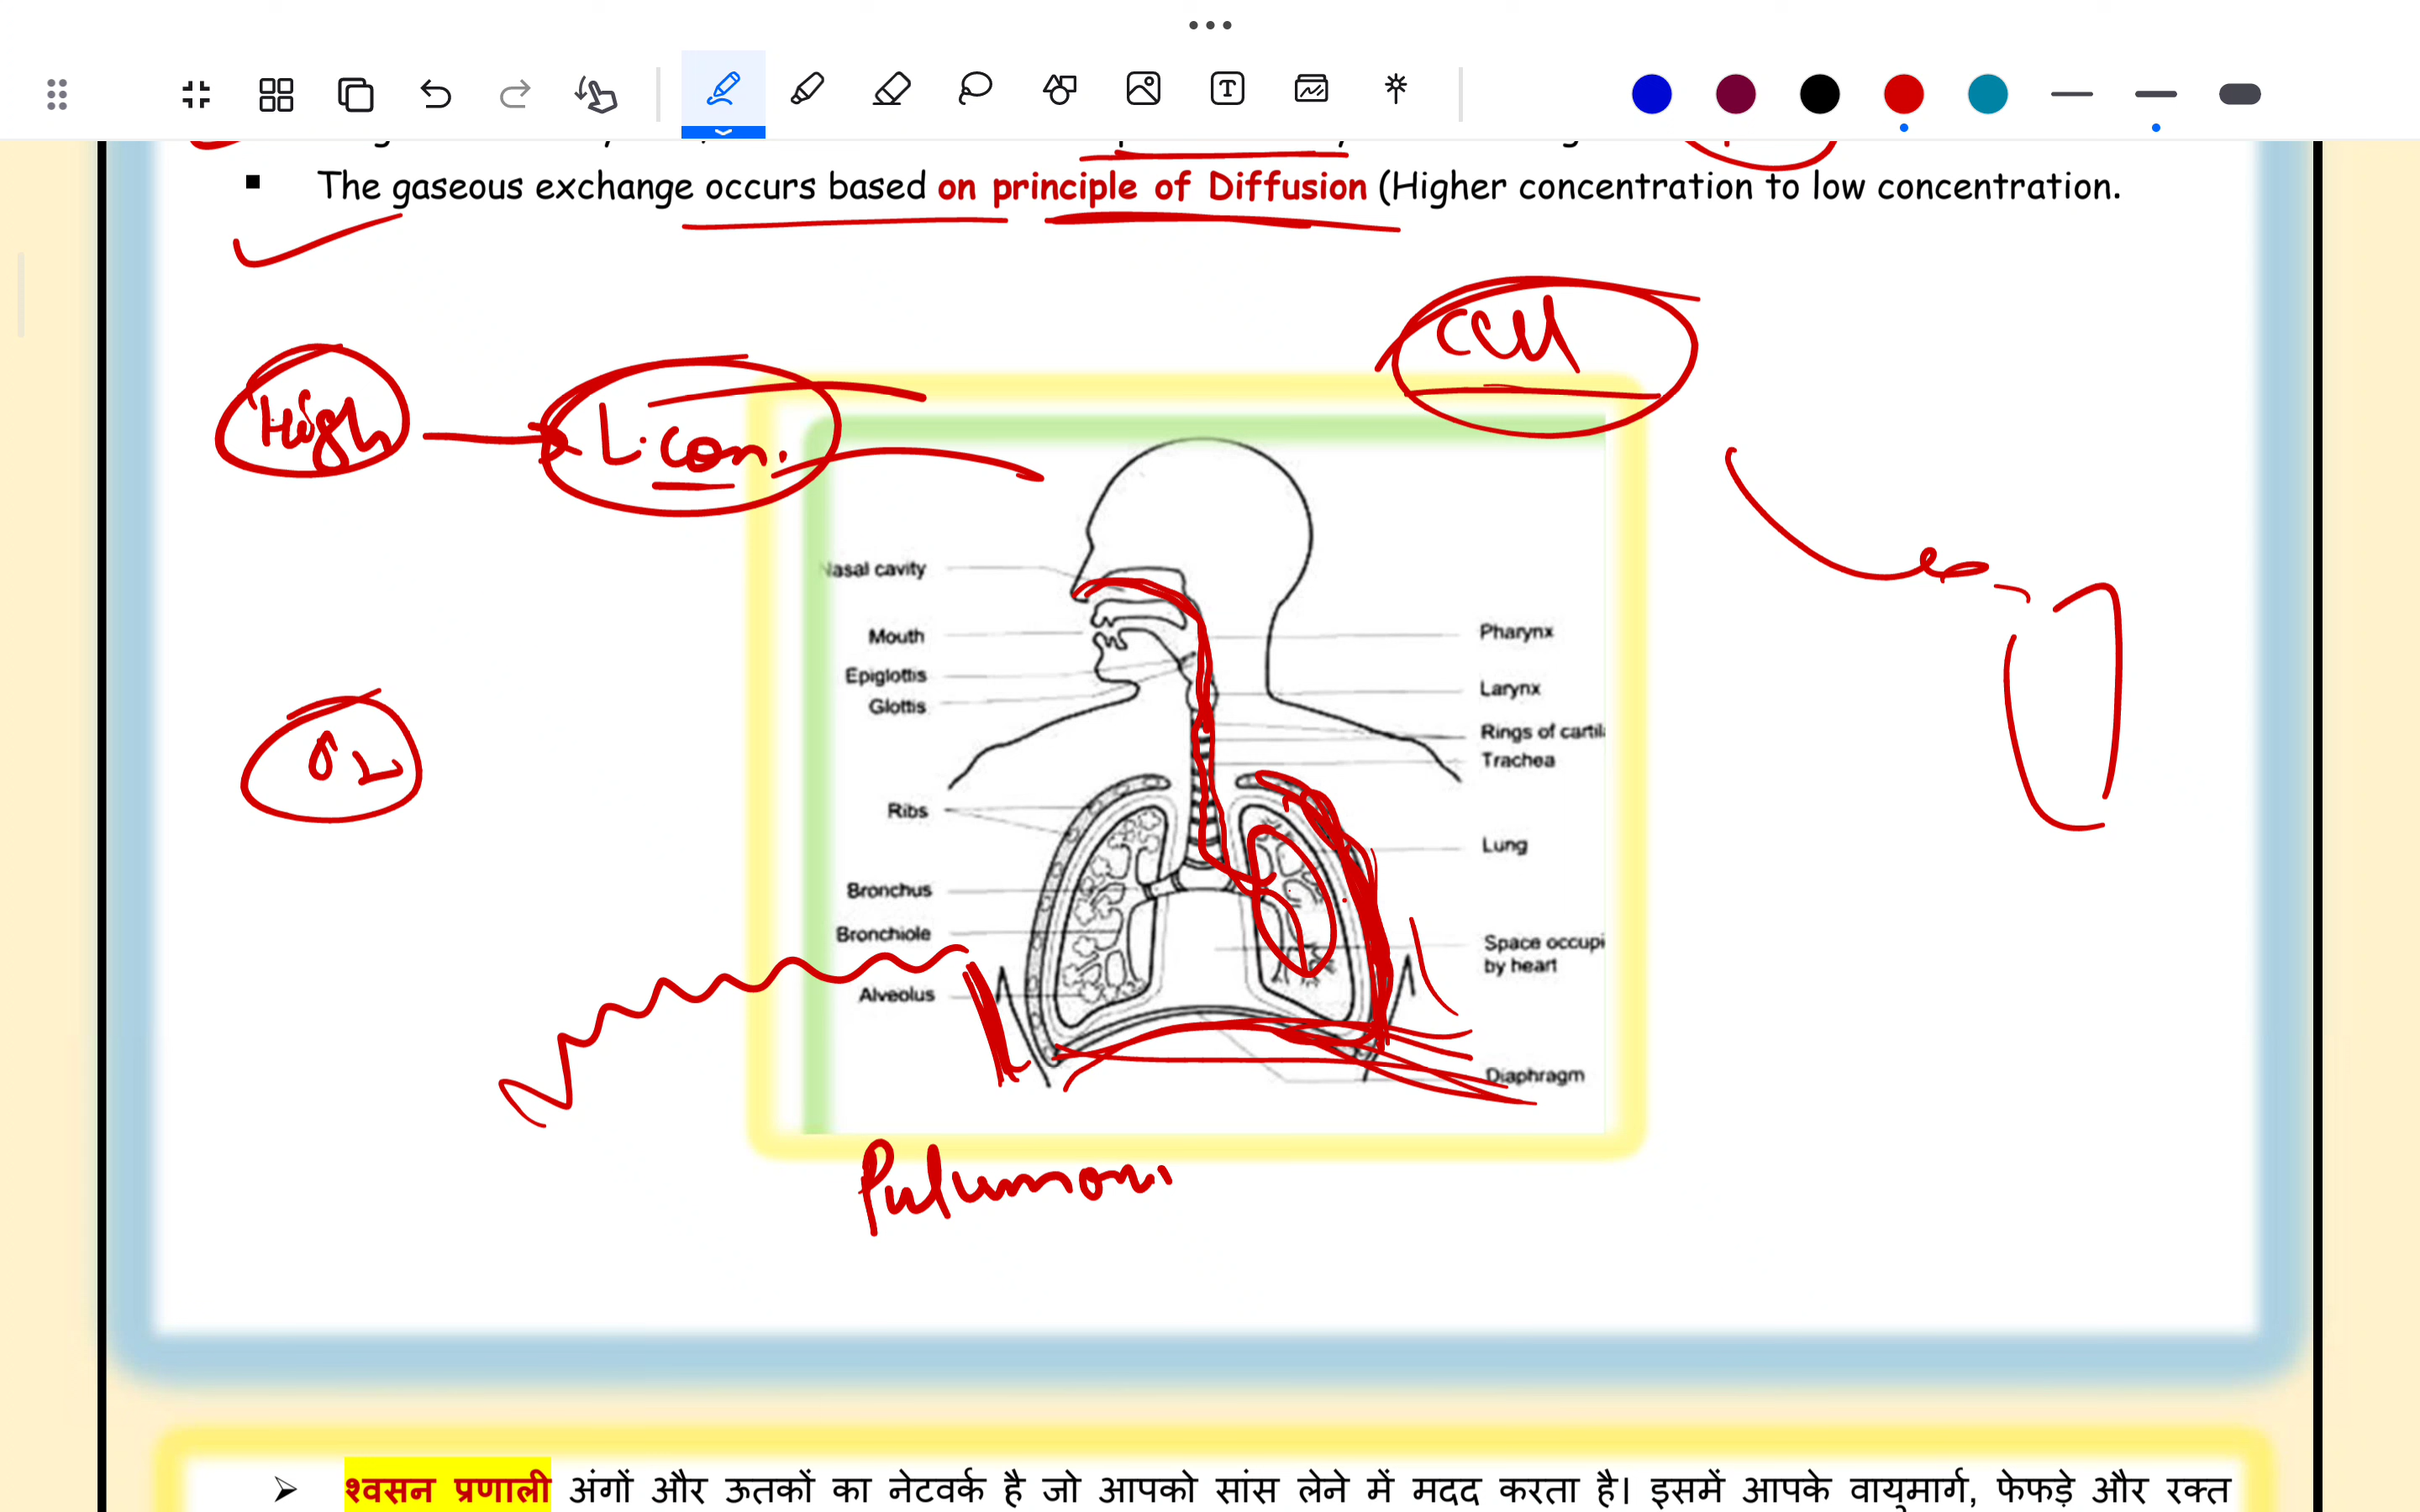 ■ The gaseous exchange occurs based on principle of Diffusion (Higher concentration to low concentration.
Cell
High → L.Con.
Nasal cavity
Mouth
Pharynx
Epiglottis
Larynx
Glottis
Rings of cartil
O2
Trachea
Ribs
Lung
Bronchus
Bronchiole
Space occupi
by heart
Alveolus
Diaphragm
Pulumon
➢ श्वसन प्रणाली अंगों और ऊतकों का नेटवर्क है जो आपको सांस लेने में मदद करता है। इसमें आपके वायुमार्ग, फेफड़े और रक्त